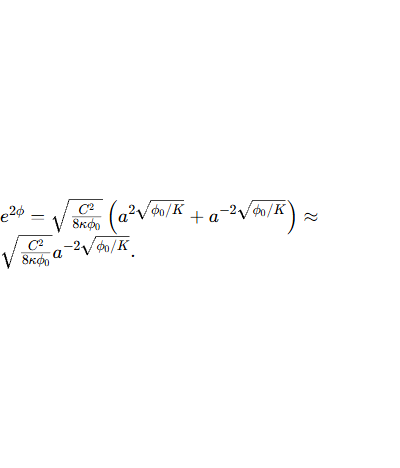 $e^{2\phi} = \sqrt{\frac{C^2}{8\kappa\phi_0}} \left( a^{2\sqrt{\phi_0/K}} + a^{-2\sqrt{\phi_0/K}} \right) \approx$
$\sqrt{\frac{C^2}{8\kappa\phi_0}} a^{-2\sqrt{\phi_0/K}}.$